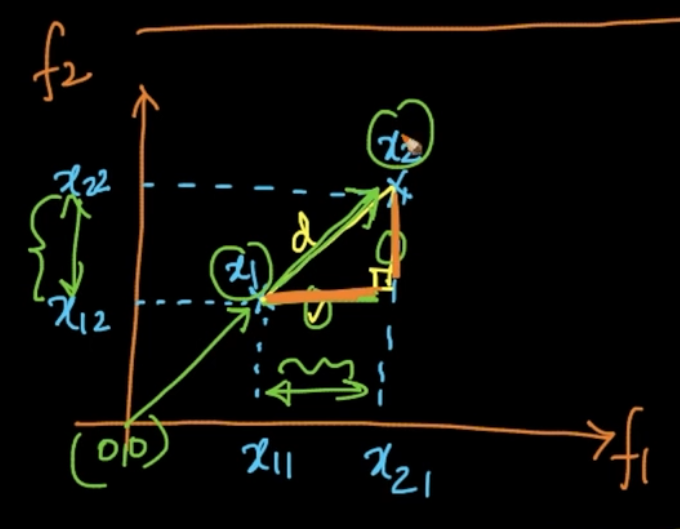 f₂
x₂
x₂₂
d
x₁
x₁₂
(0,0)
x₁₁
x₂₁
f₁